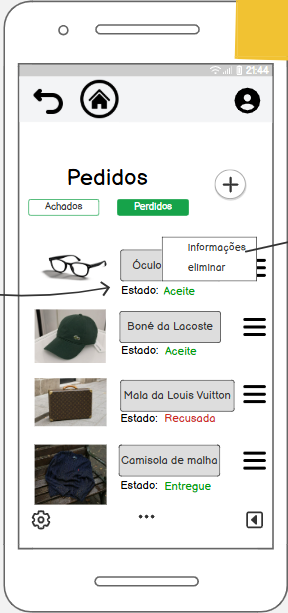 21:44
Pedidos
Achados
Perdidos
Informações
eliminar
Óculo
Estado: Aceite
Boné da Lacoste
Estado: Aceite
Mala da Louis Vuitton
Estado: Recusada
Camisola de malha
Estado: Entregue